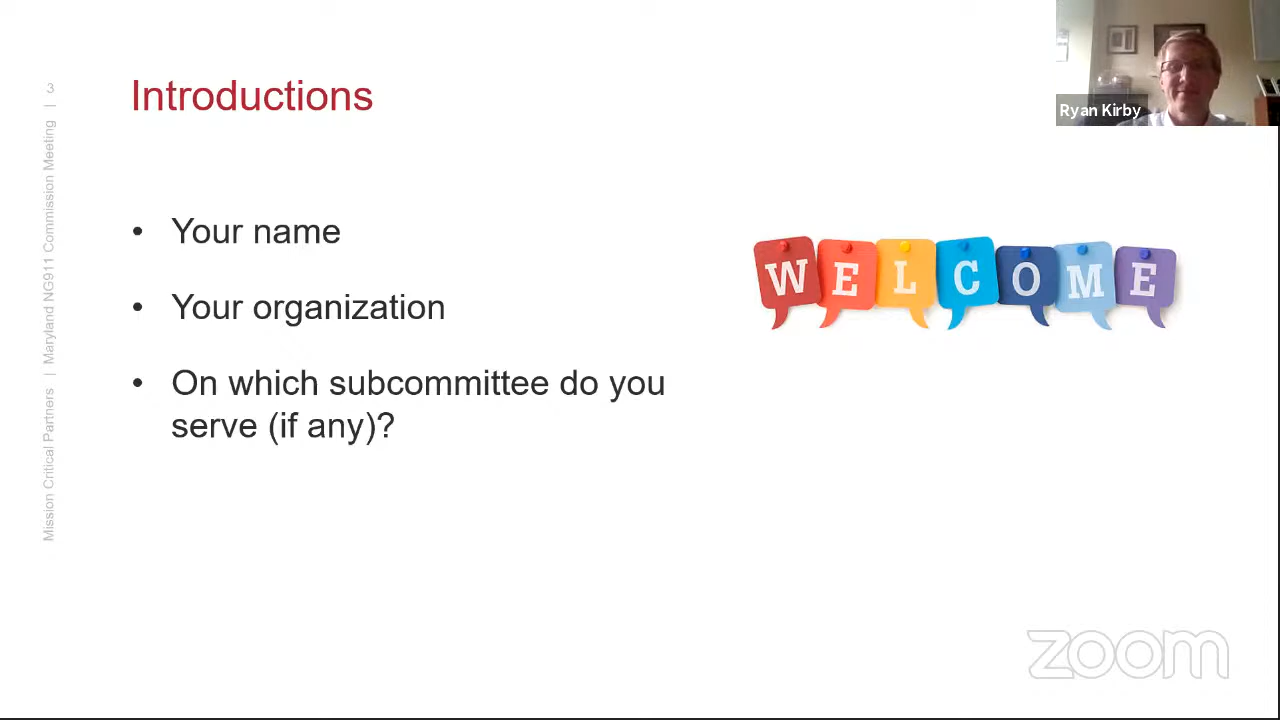 Introductions
3
Mission Critical Partners | Maryland NG911 Commission Meeting |
• Your name
• Your organization
• On which subcommittee do you
serve (if any)?
WELCOME
Ryan Kirby
zoom